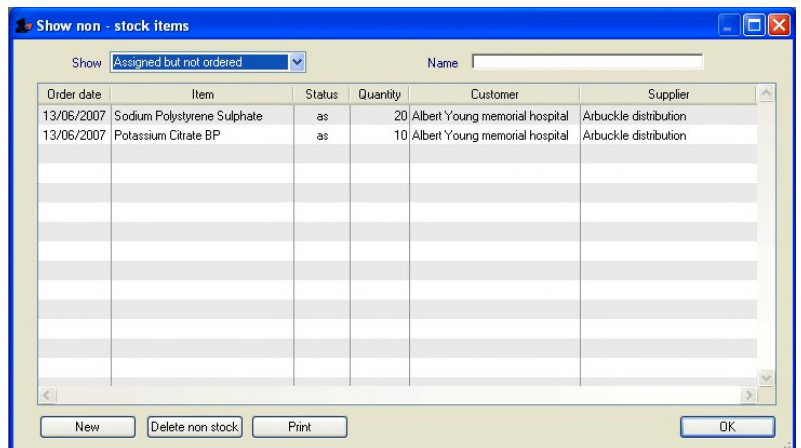 Show non - stock items
Show Assigned but not ordered Name
Order date Item Status Quantity Customer Supplier
13/06/2007 Sodium Polystyrene Sulphate as 20 Albert Young memorial hospital Arbuckle distribution
13/06/2007 Potassium Citrate BP as 10 Albert Young memorial hospital Arbuckle distribution
New Delete non stock Print OK